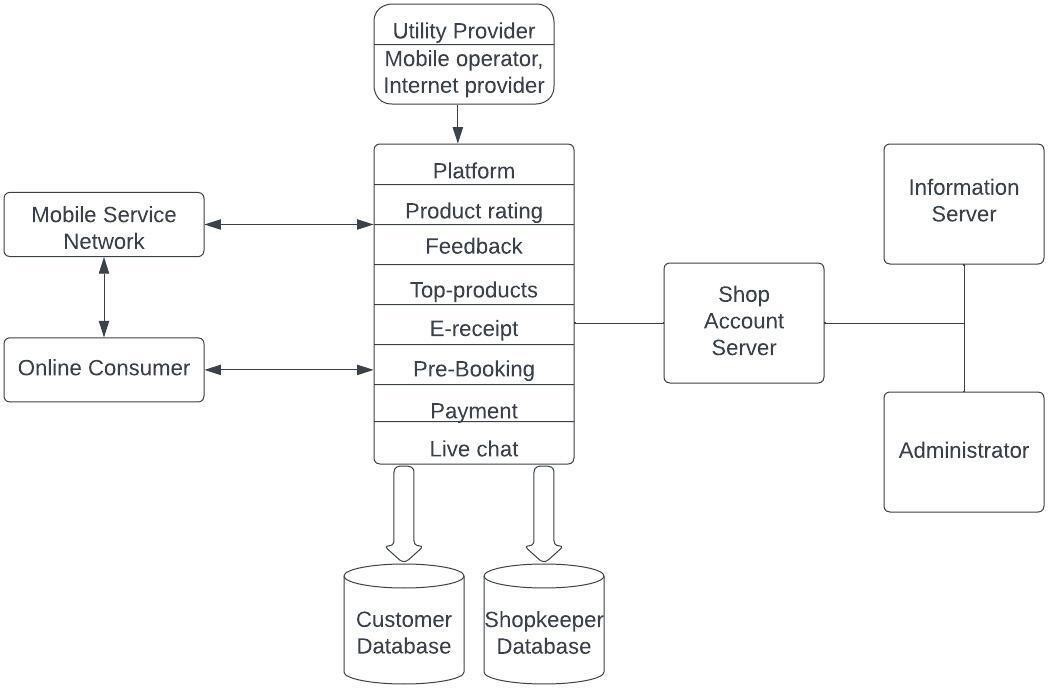 Utility Provider
Mobile operator,
Internet provider
Platform
Product rating
Feedback
Top-products
E-receipt
Pre-Booking
Payment
Live chat
Mobile Service
Network
Online Consumer
Shop
Account
Server
Information
Server
Administrator
Customer
Database
Shopkeeper
Database